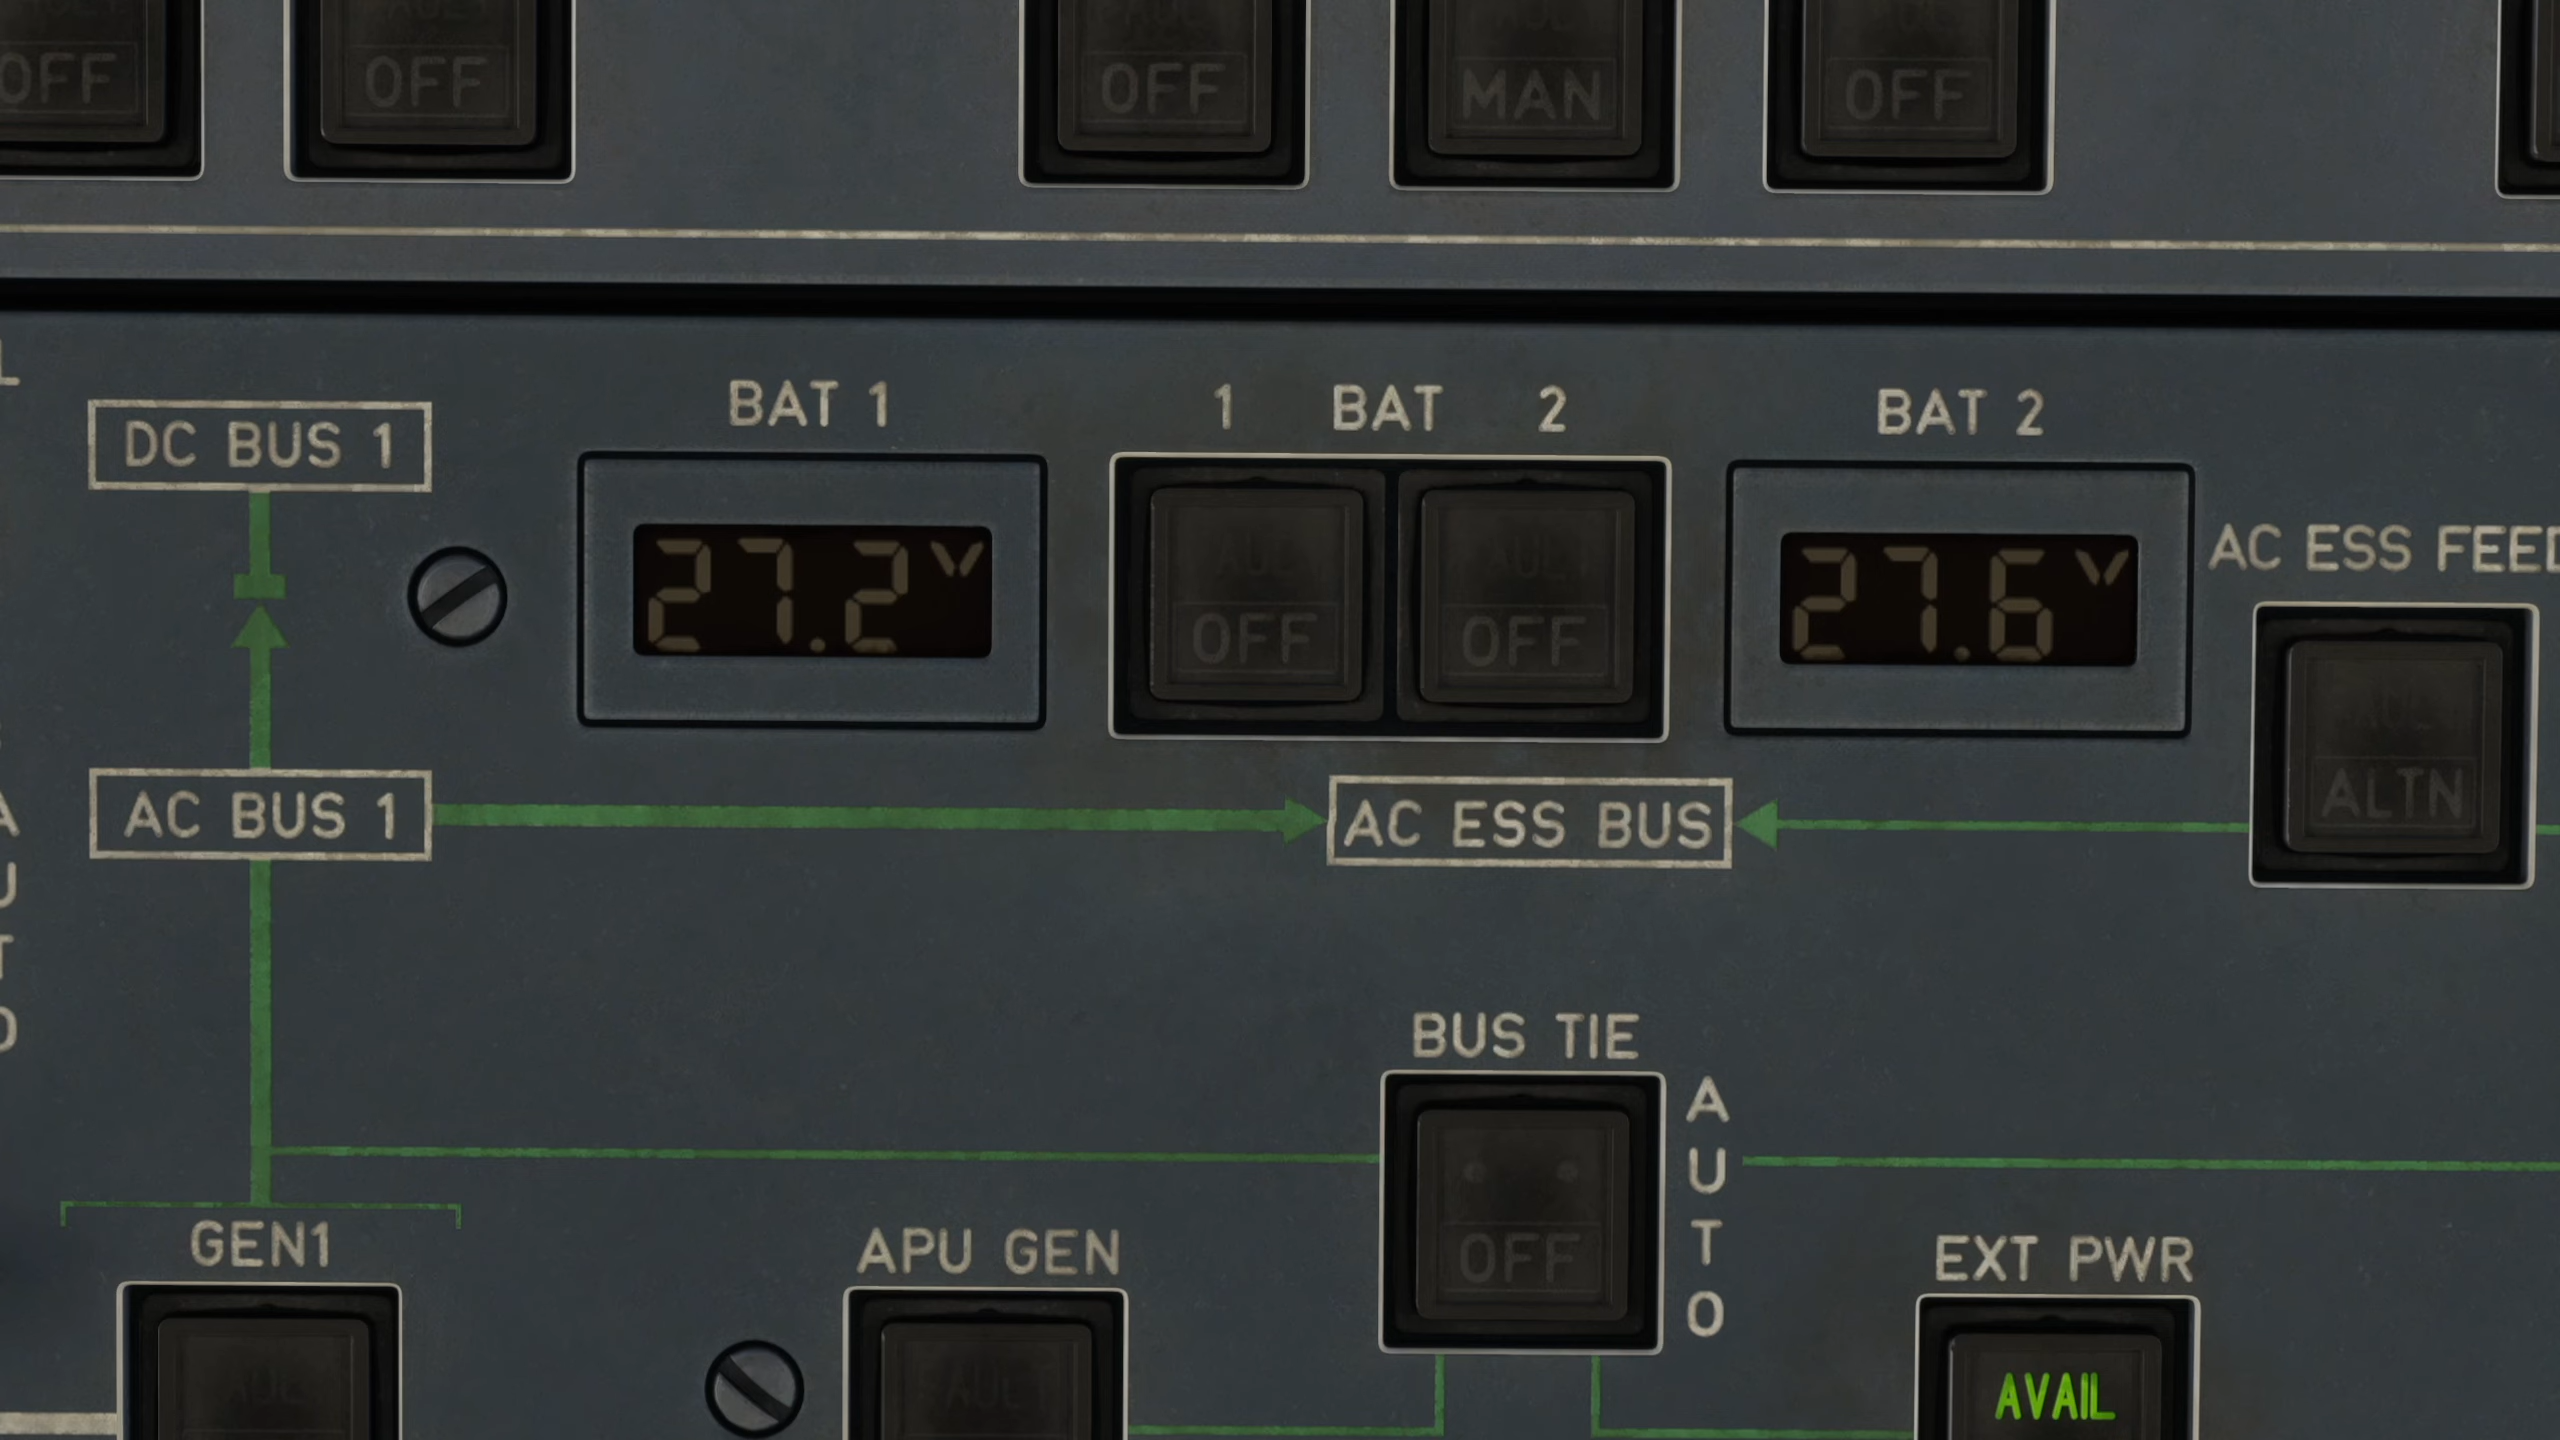 OFF OFF OFF MAN OFF
L
BAT 1 1 BAT 2 BAT 2
DC BUS 1
27.2V 27.6V
AC ESS FEED
OFF OFF
ALTN
AC BUS 1 AC ESS BUS
A
U
T
O
BUS TIE
A
U
T
O
OFF
GEN1 APU GEN EXT PWR
AVAIL